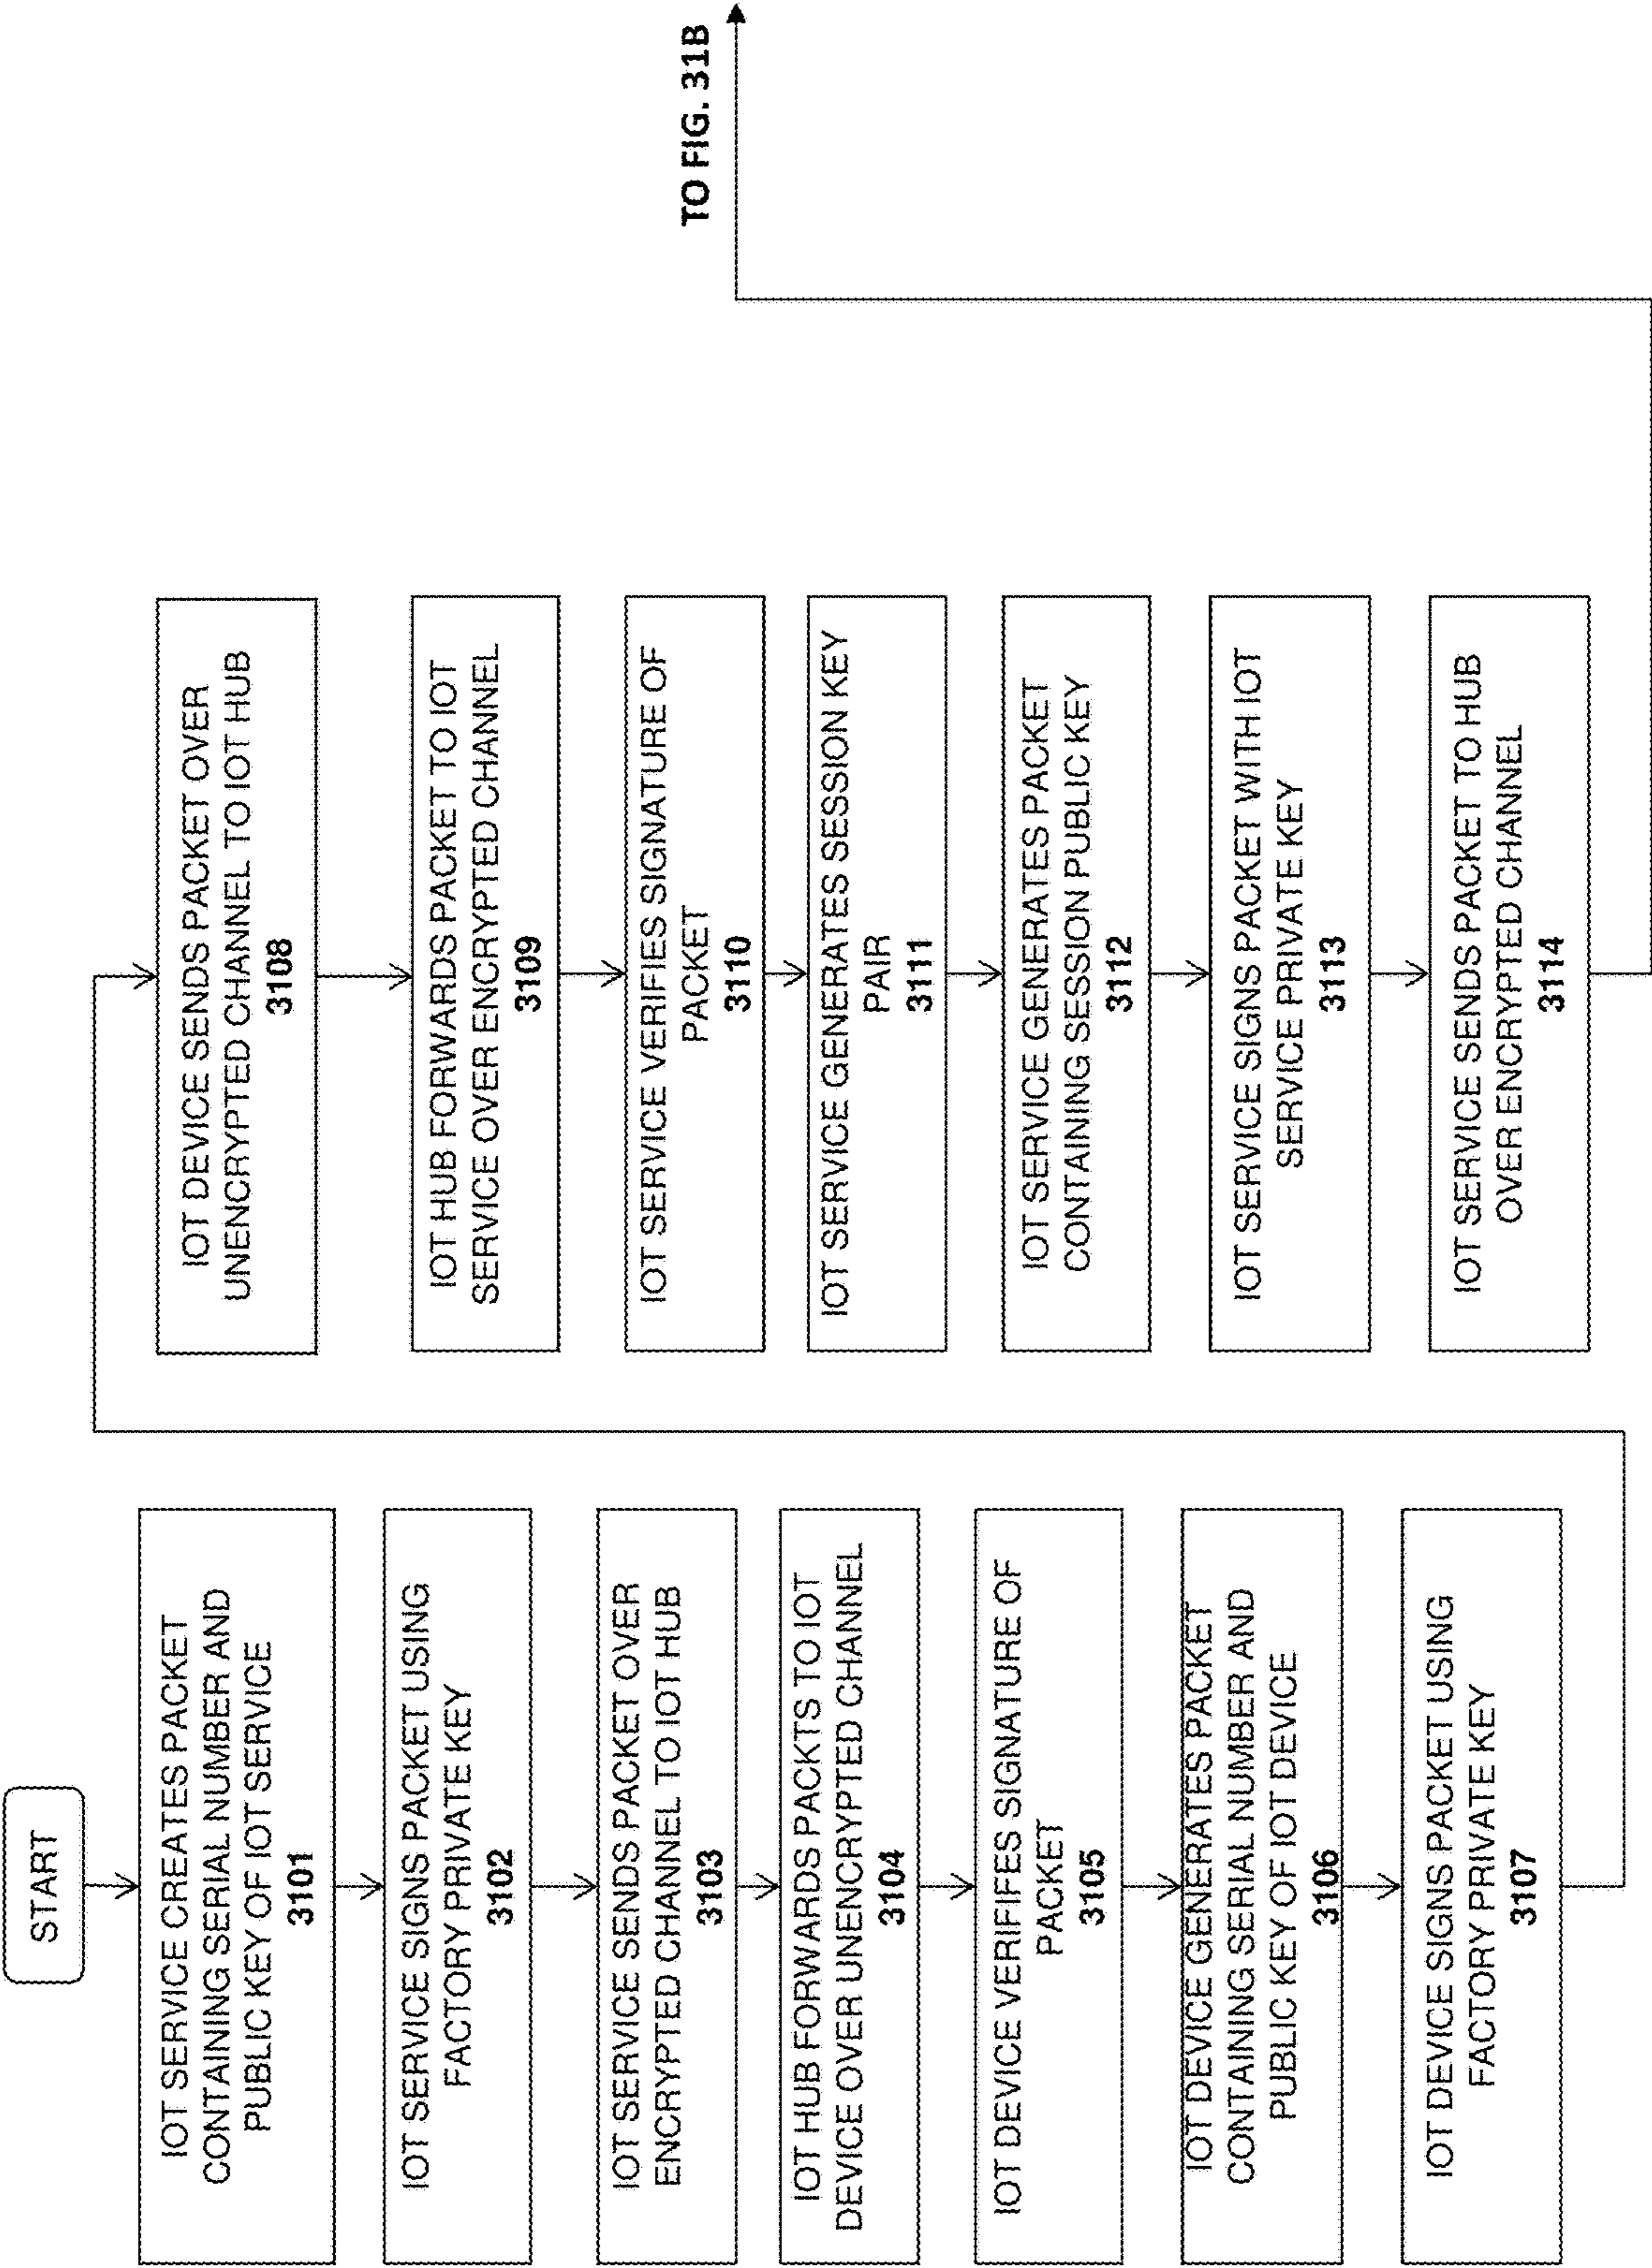 START
IOT SERVICE CREATES PACKET
CONTAINING SERIAL NUMBER AND
PUBLIC KEY OF IOT SERVICE
3101
IOT SERVICE SIGNS PACKET USING
FACTORY PRIVATE KEY
3102
IOT SERVICE SENDS PACKET OVER
ENCRYPTED CHANNEL TO IOT HUB
3103
IOT HUB FORWARDS PACKTS TO IOT
DEVICE OVER UNENCRYPTED CHANNEL
3104
IOT DEVICE VERIFIFES SIGNATURE OF
PACKET
3105
IOT DEVICE GENERATES PACKET
CONTAINING SERIAL NUMBER AND
PUBLIC KEY OF IOT DEVICE
3106
IOT DEVICE SIGNS PACKET USING
FACTORY PRIVATE KEY
3107
IOT DEVICE SENDS PACKET OVER
UNENCRYPTED CHANNEL TO IOT HUB
3108
IOT HUB FORWARDS PACKET TO IOT
SERVICE OVER ENCRYPTED CHANNEL
3109
IOT SERVICE VERIFIES SIGNATURE OF
PACKET
3110
IOT SERVICE GENERATES SESSION KEY
PAIR
3111
IOT SERVICE GENERATES PACKET
CONTAINING SESSION PUBLIC KEY
3112
IOT SERVICE SIGNS PACKET WITH IOT
SERVICE PRIVATE KEY
3113
IOT SERVICE SENDS PACKET TO HUB
OVER ENCRYPTED CHANNEL
3114
TO FIG. 31B